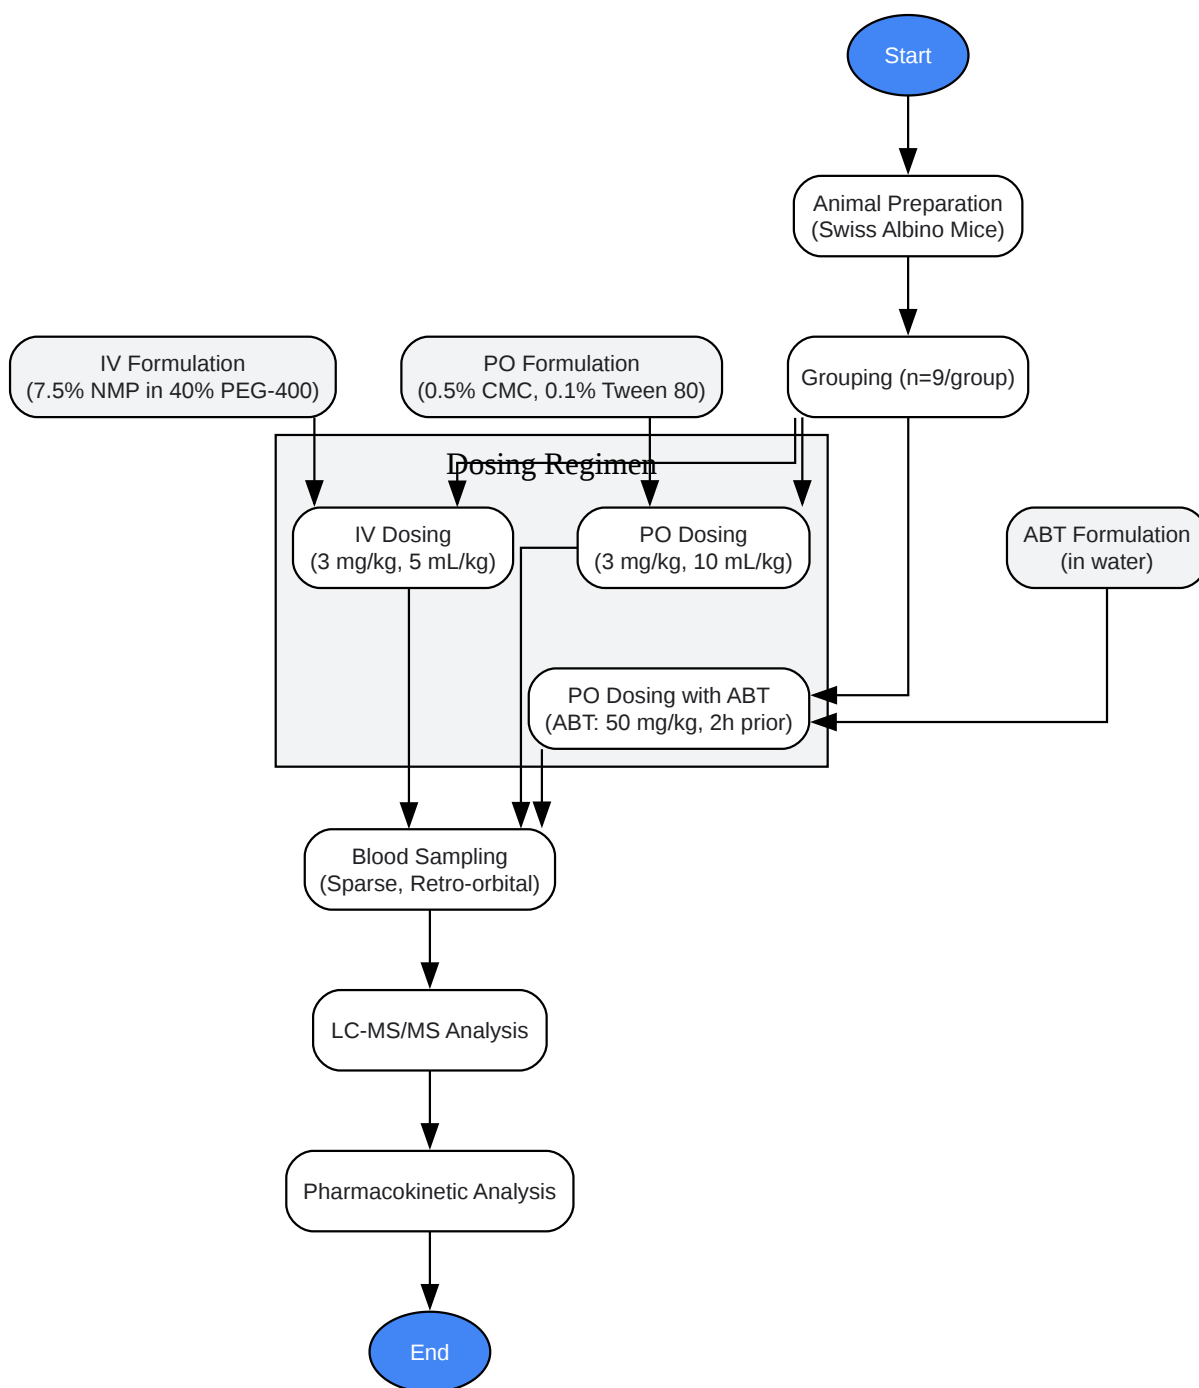 Start
Animal Preparation
(Swiss Albino Mice)
IV Formulation
(7.5% NMP in 40% PEG-400)
PO Formulation
(0.5% CMC, 0.1% Tween 80)
Grouping (n=9/group)
Dosing Regimen
IV Dosing
(3 mg/kg, 5 mL/kg)
PO Dosing
(3 mg/kg, 10 mL/kg)
ABT Formulation
(in water)
PO Dosing with ABT
(ABT: 50 mg/kg, 2h prior)
Blood Sampling
(Sparse, Retro-orbital)
LC-MS/MS Analysis
Pharmacokinetic Analysis
End